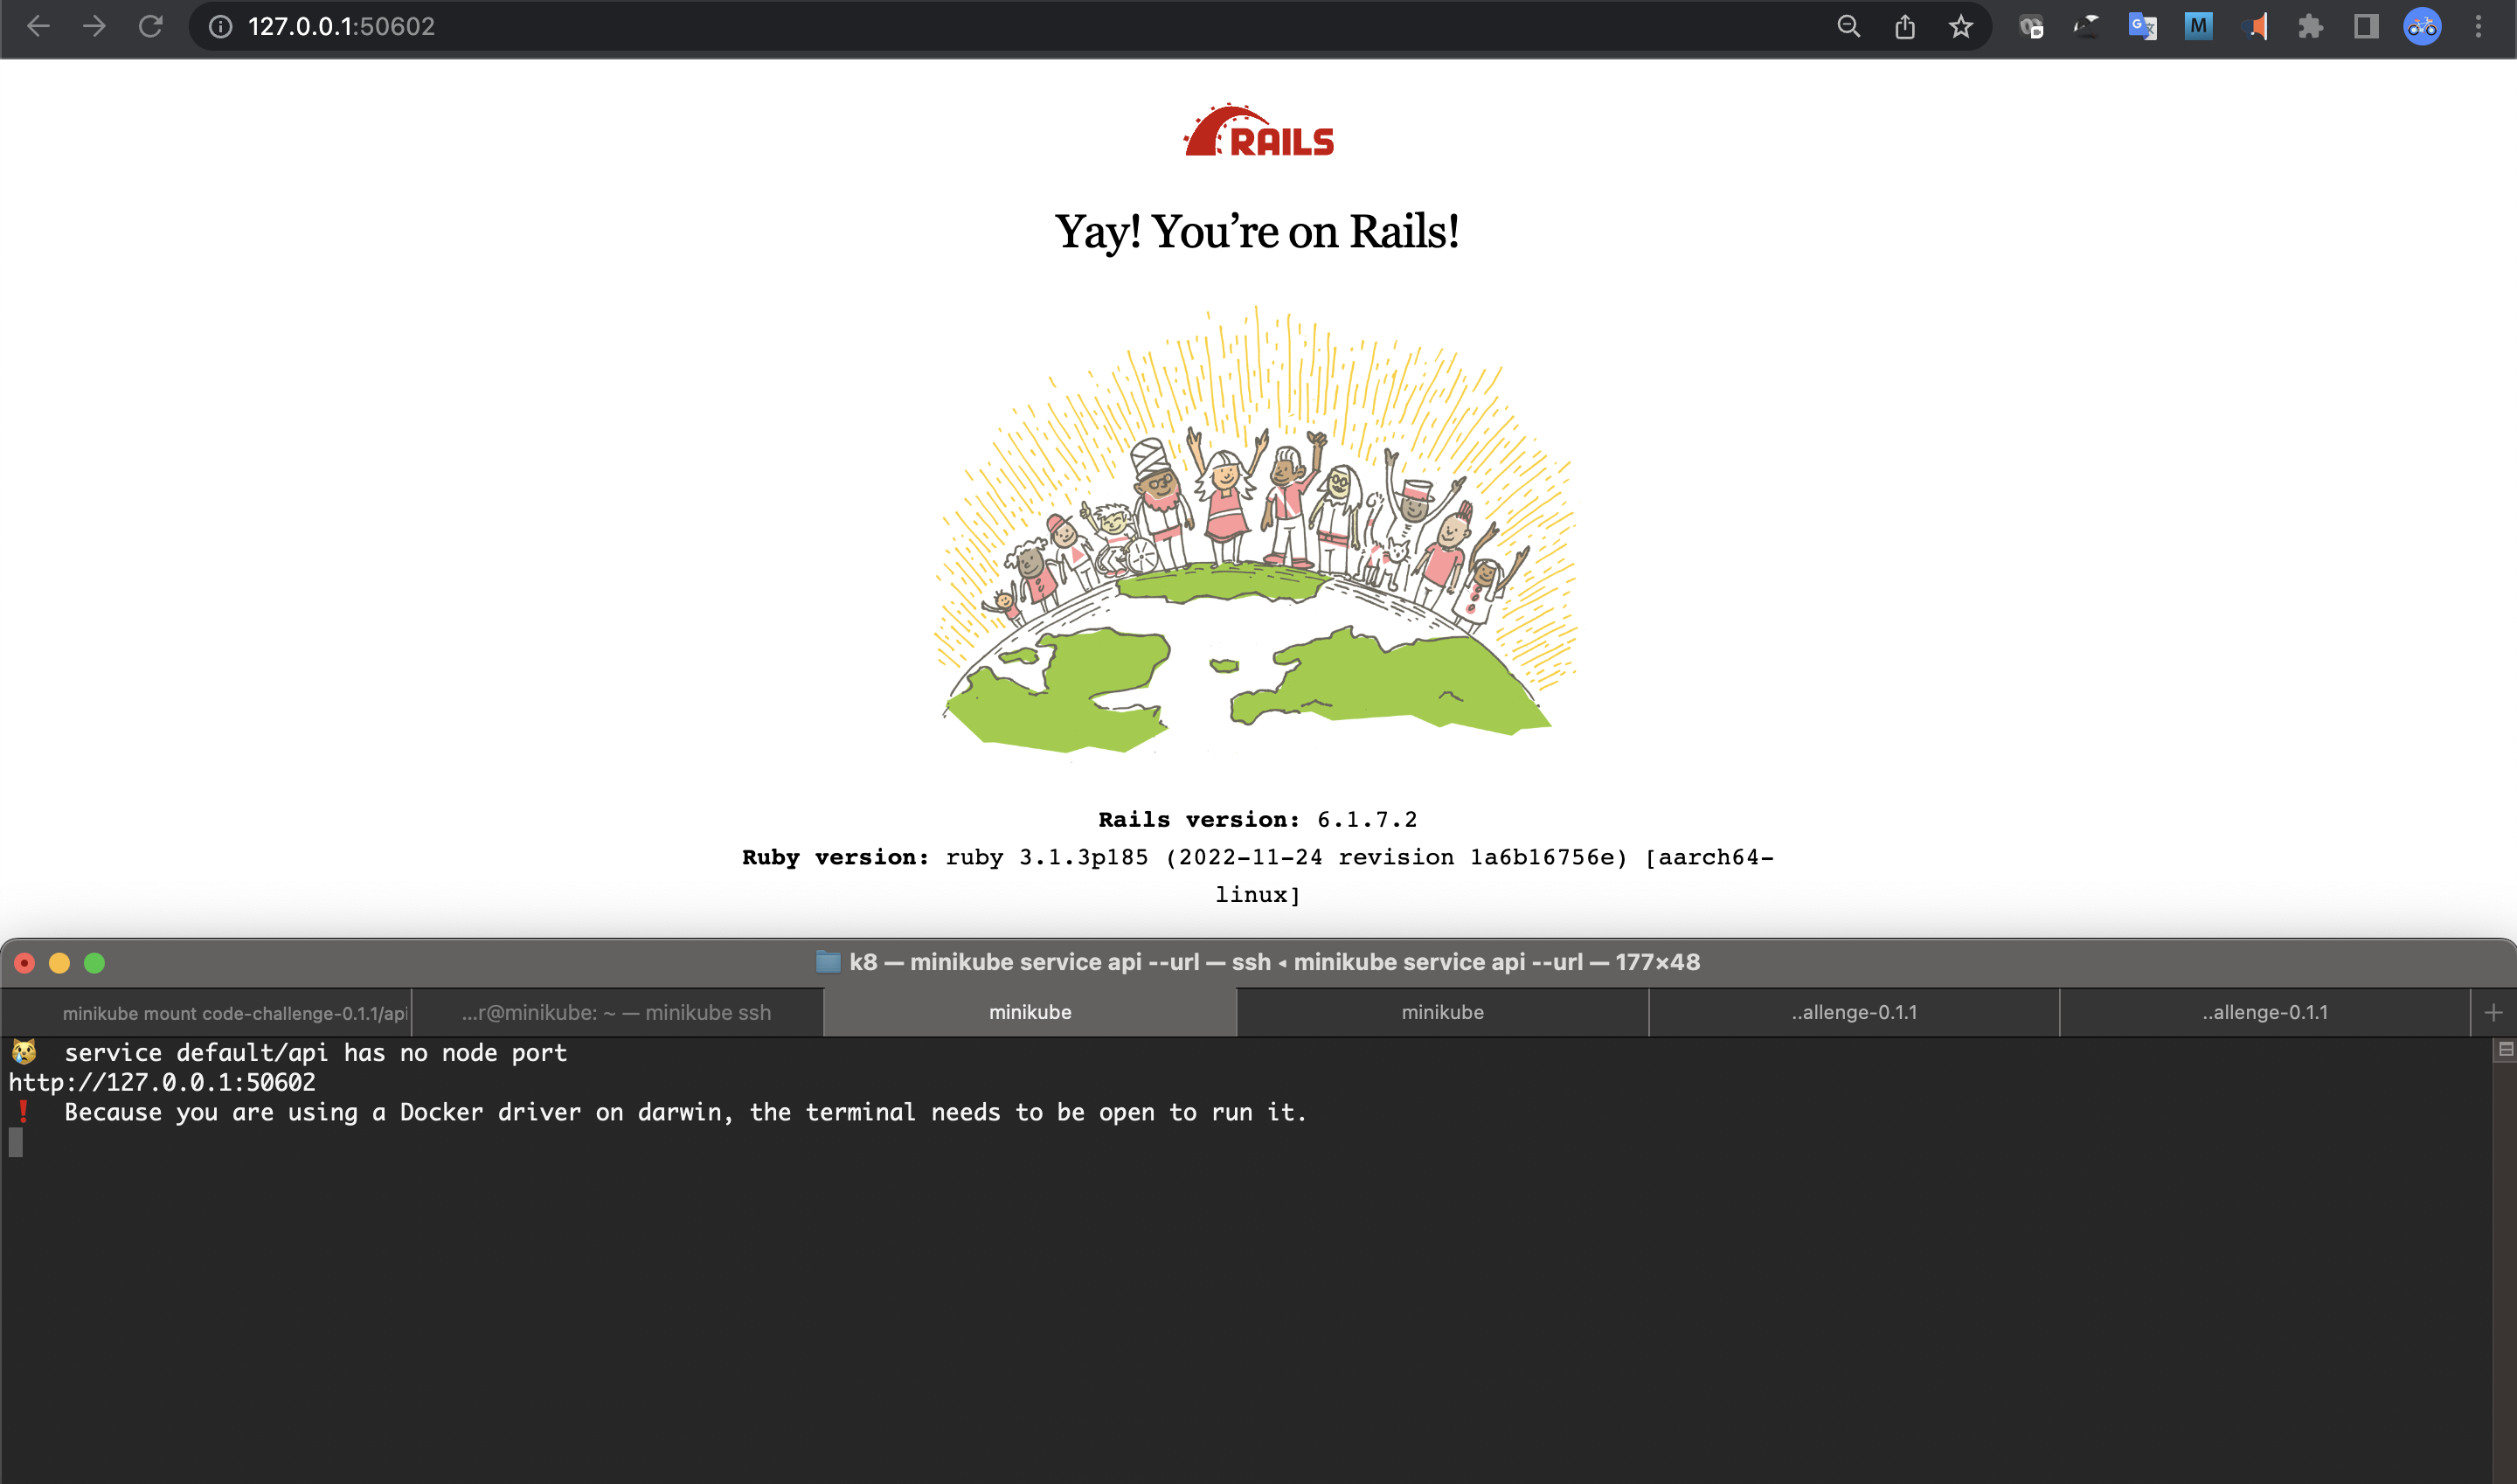 127.0.0.1:50602
G
M
RAILS
Yay! You’re on Rails!
Rails version: 6.1.7.2
Ruby version: ruby 3.1.3p185 (2022-11-24 revision 1a6b16756e) [aarch64-
linux]
k8 — minikube service api --url — ssh ◂ minikube service api --url — 177×48
minikube mount code-challenge-0.1.1/api
...r@minikube: ~ — minikube ssh
minikube
minikube
..allenge-0.1.1
..allenge-0.1.1
😿 service default/api has no node port
http://127.0.0.1:50602
❗ Because you are using a Docker driver on darwin, the terminal needs to be open to run it.